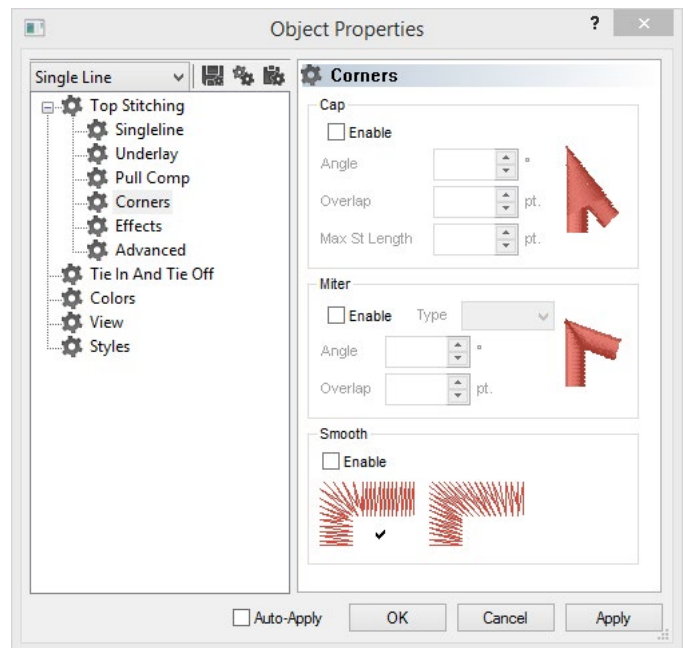 Object Properties
?
Single Line
Top Stitching
Singleline
Underlay
Pull Comp
Corners
Effects
Advanced
Tie In And Tie Off
Colors
View
Styles
Corners
Cap
Enable
Angle °
Overlap pt.
Max St Length pt.
Miter
Enable Type
Angle °
Overlap pt.
Smooth
Enable
Auto-Apply OK Cancel Apply